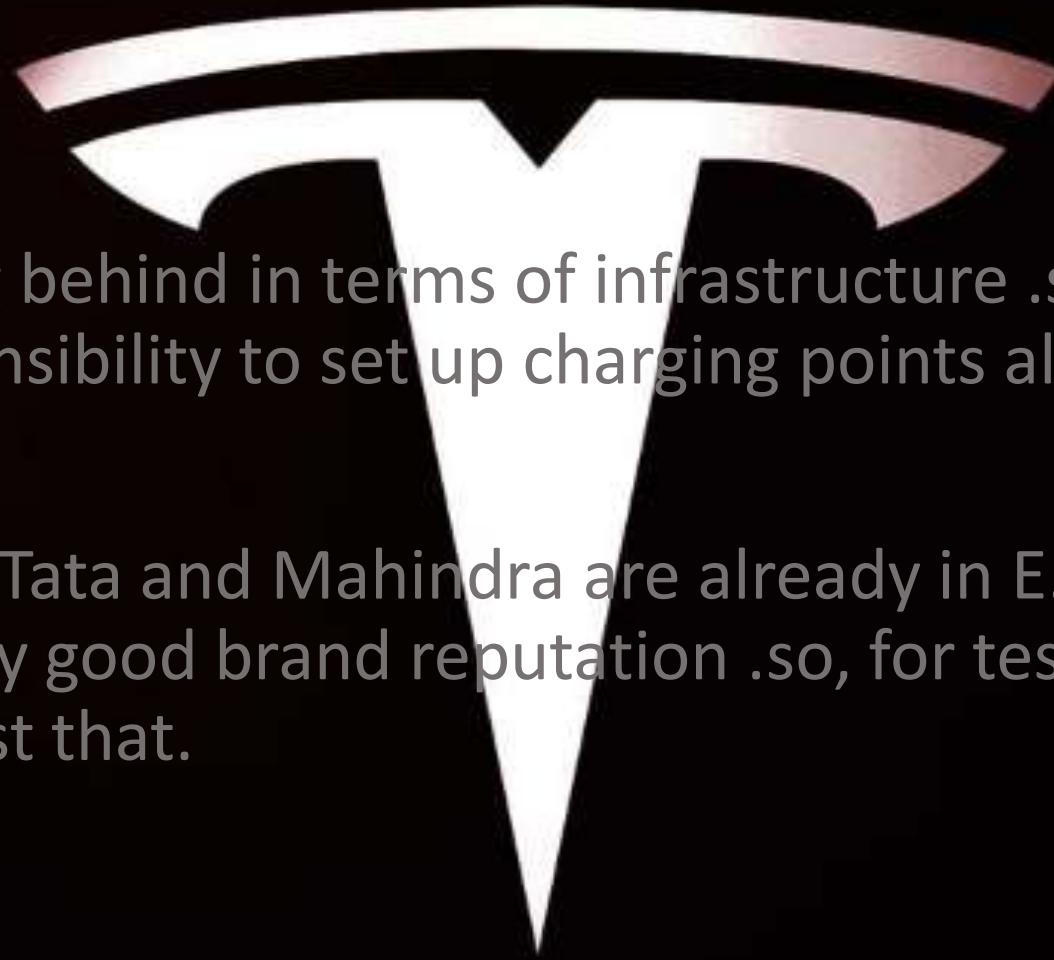 behind in terms of infrastructure .s
nsibility to set up charging points al
Tata and Mahindra are already in E.
y good brand reputation .so, for tes
st that.